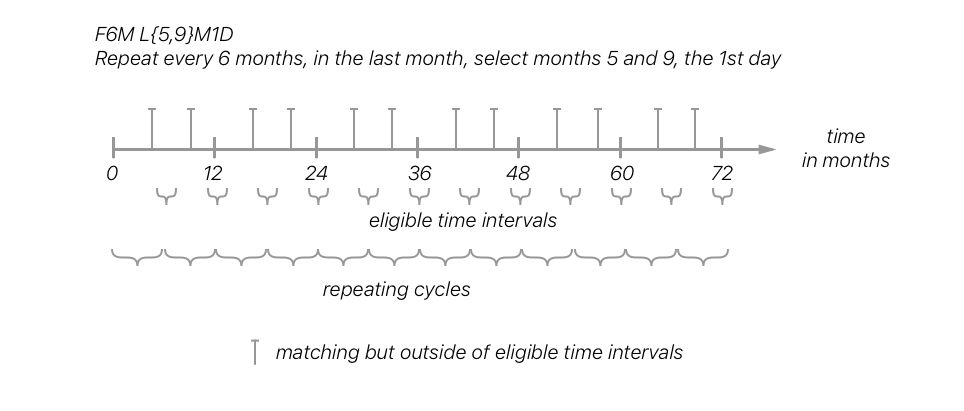 F6M L{5,9}M1D
Repeat every 6 months, in the last month, select months 5 and 9, the 1st day
time
in months
0 12 24 36 48 60 72
eligible time intervals
repeating cycles
matching but outside of eligible time intervals